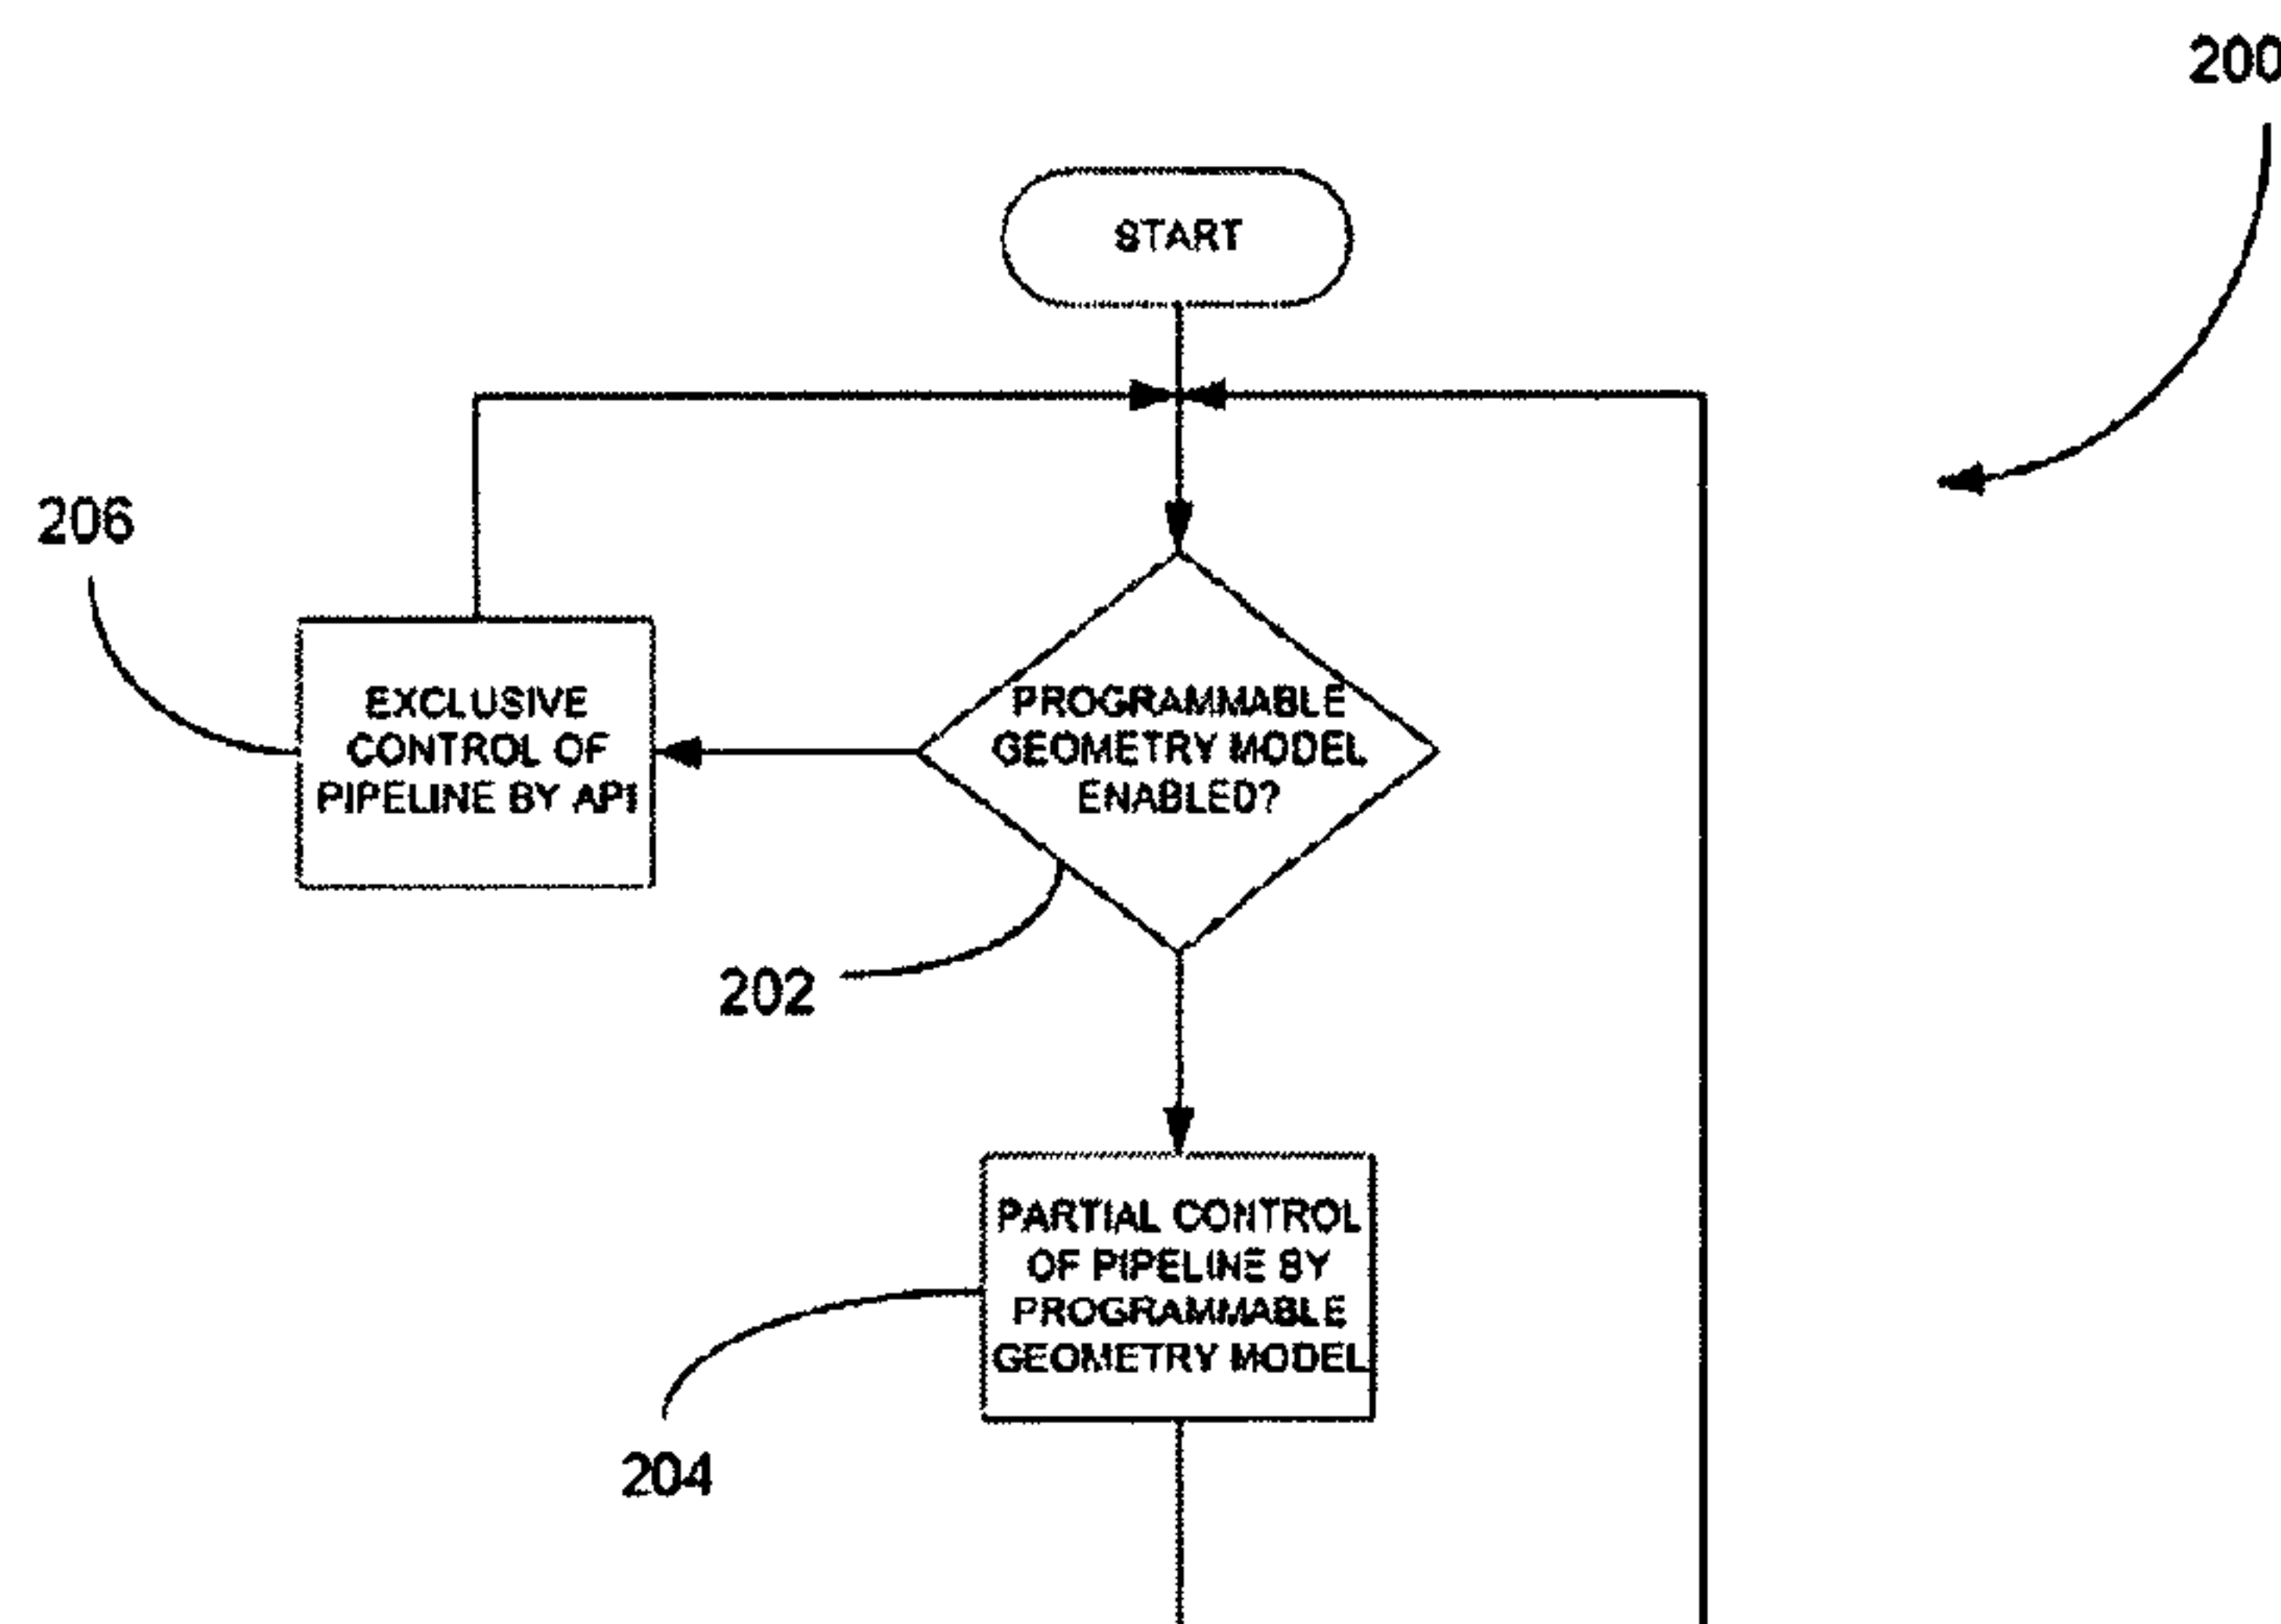 200
START
206
EXCLUSIVE
CONTROL OF
PIPELINE BY API
PROGRAMMABLE
GEOMETRY MODEL
ENABLED?
202
PARTIAL CONTROL
OF PIPELINE BY
PROGRAMMABLE
GEOMETRY MODEL
204